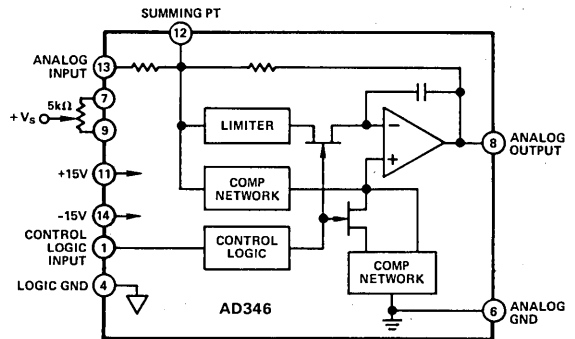 SUMMING PT
12
ANALOG
INPUT
13
7
5kΩ
+VS
9
LIMITER
−
+
8
ANALOG
OUTPUT
+15V
11
COMP
NETWORK
-15V
14
CONTROL
LOGIC
INPUT
1
CONTROL
LOGIC
COMP
NETWORK
LOGIC GND
4
AD346
6
ANALOG
GND